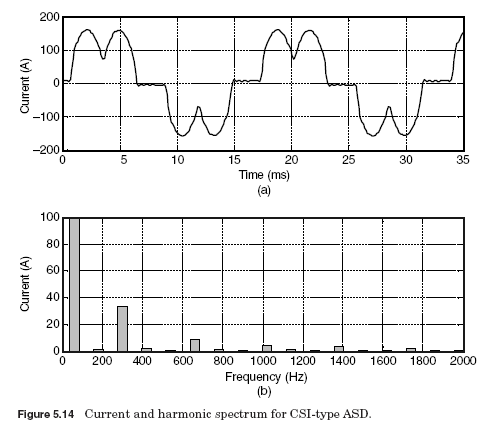 200
100
0
–100
–200
Current (A)
0 5 10 15 20 25 30 35
Time (ms)
(a)
100
80
60
40
20
0
Current (A)
0 200 400 600 800 1000 1200 1400 1600 1800 2000
Frequency (Hz)
(b)
Figure 5.14 Current and harmonic spectrum for CSI-type ASD.